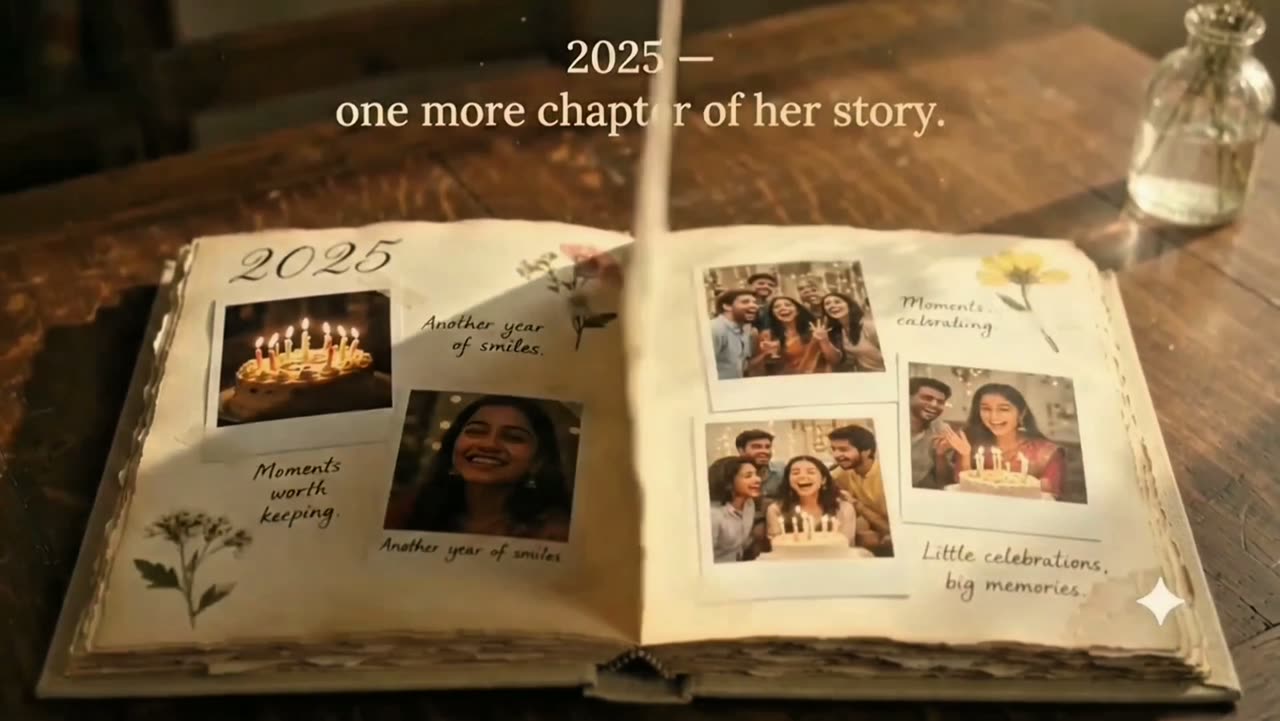 2025 —
one more chapter of her story.
2025
Another year
of smiles.
Moments
worth
keeping.
Another year of smiles
Moments
Little celebrations,
big memories.